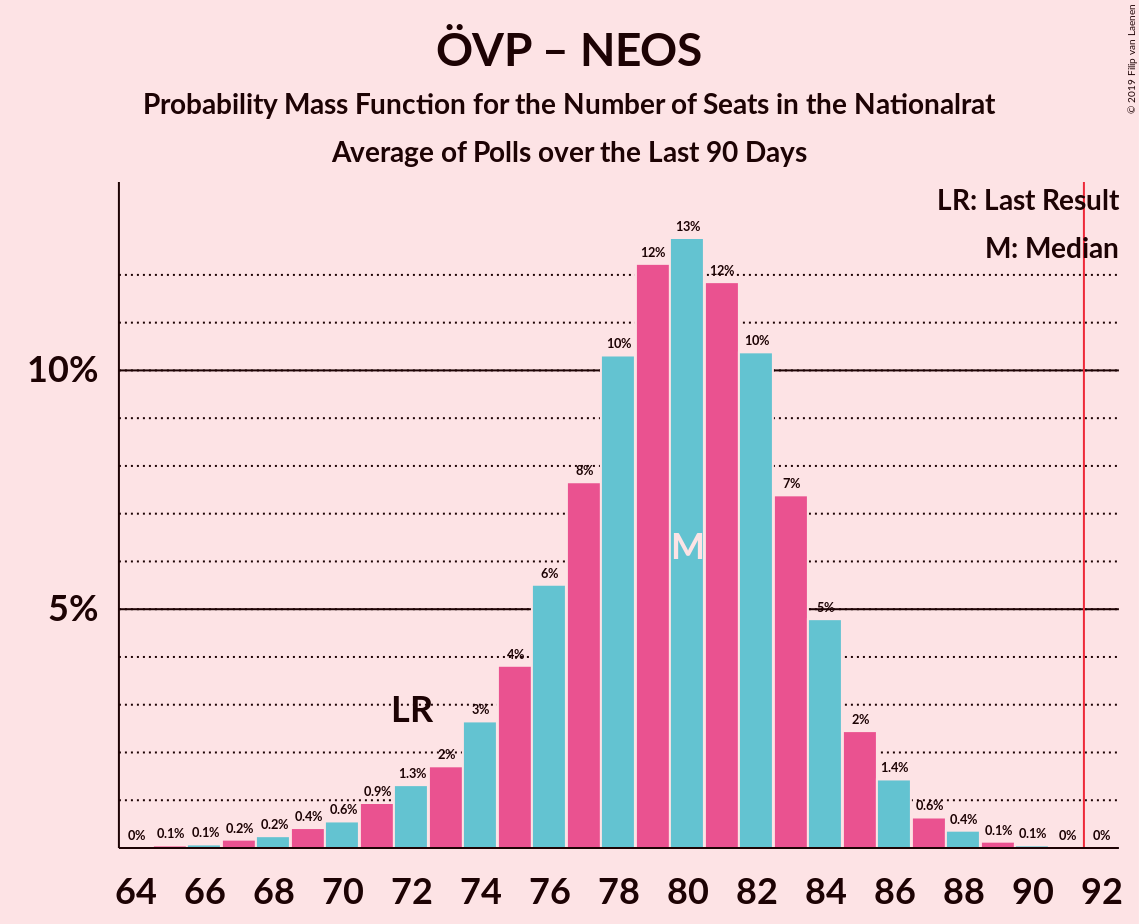 ÖVP – NEOS
Probability Mass Function for the Number of Seats in the Nationalrat
Average of Polls over the Last 90 Days
© 2019 Filip van Laenen
LR: Last Result
M: Median
10%
5%
0% 0.1% 0.1% 0.2% 0.2% 0.4% 0.6% 0.9% 1.3% 2% 3% 4% 6% 8% 10% 12% 13% 12% 10% 7% 5% 2% 1.4% 0.6% 0.4% 0.1% 0.1% 0% 0%
LR
M
64 66 68 70 72 74 76 78 80 82 84 86 88 90 92